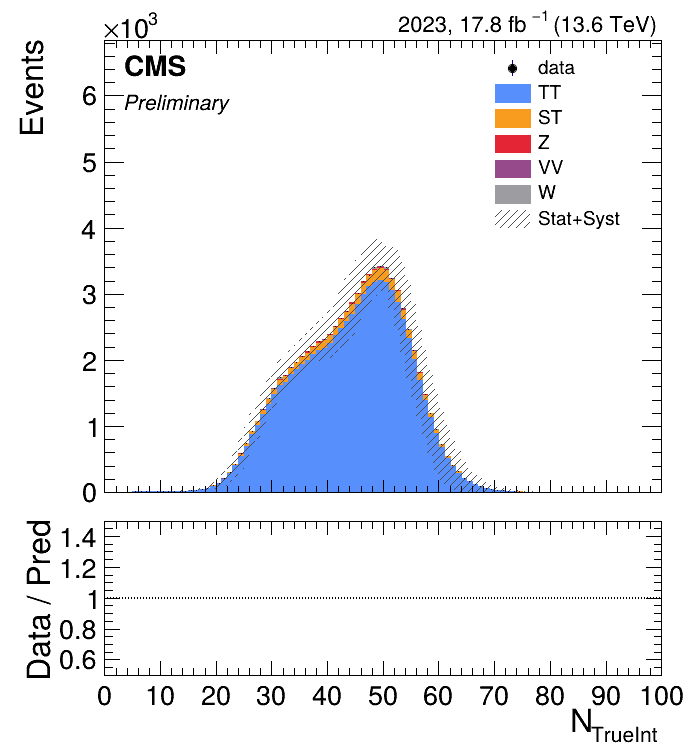 ×10³
2023, 17.8 fb⁻¹ (13.6 TeV)
Events
CMS
Preliminary
data
TT
ST
Z
VV
W
Stat+Syst
6
5
4
3
2
1
0
Data / Pred
1.4
1.2
1
0.8
0.6
0 10 20 30 40 50 60 70 80 90 100
N_TrueInt